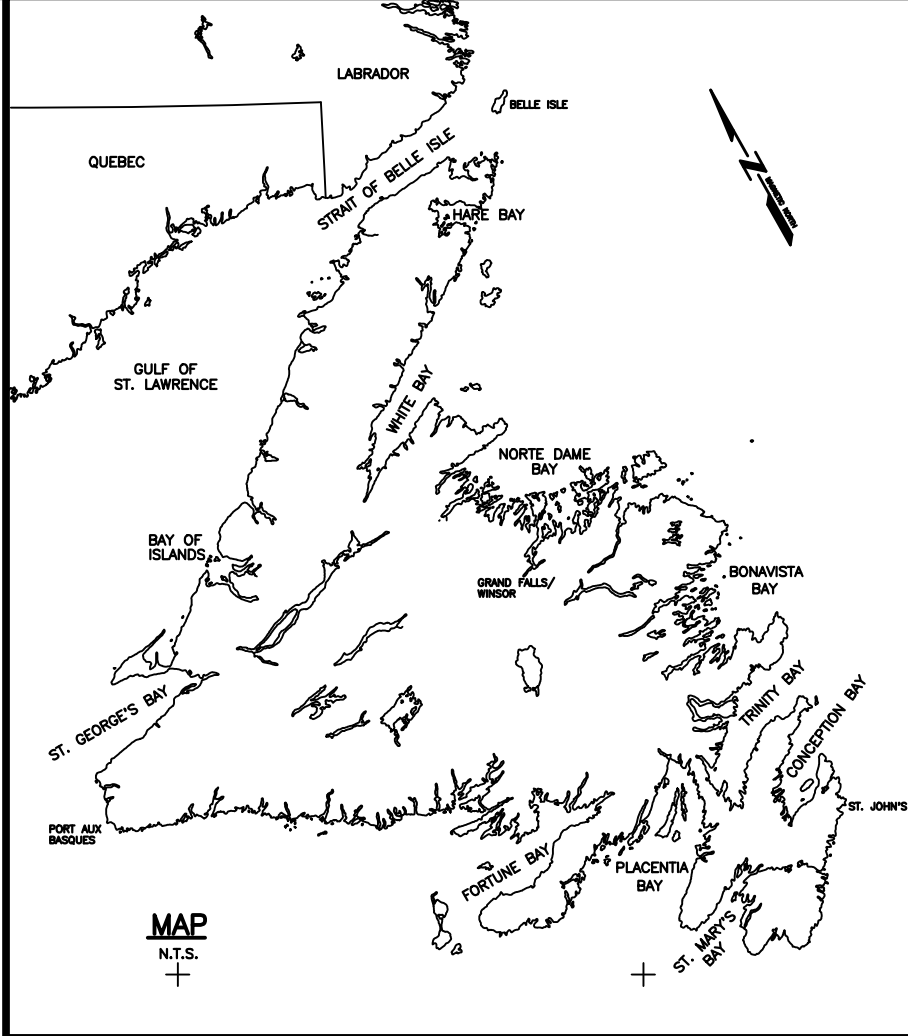 LABRADOR
BELLE ISLE
QUEBEC
STRAIT OF BELLE ISLE
MAGNETIC NORTH
HARE BAY
GULF OF
ST. LAWRENCE
WHITE BAY
NORTE DAME
BAY
BAY OF
ISLANDS
GRAND FALLS/
WINSOR
BONAVISTA
BAY
ST. GEORGE'S BAY
TRINITY BAY
CONCEPTION BAY
ST. JOHN'S
PORT AUX
BASQUES
FORTUNE BAY
PLACENTIA
BAY
ST. MARY'S
BAY
MAP
N.T.S.